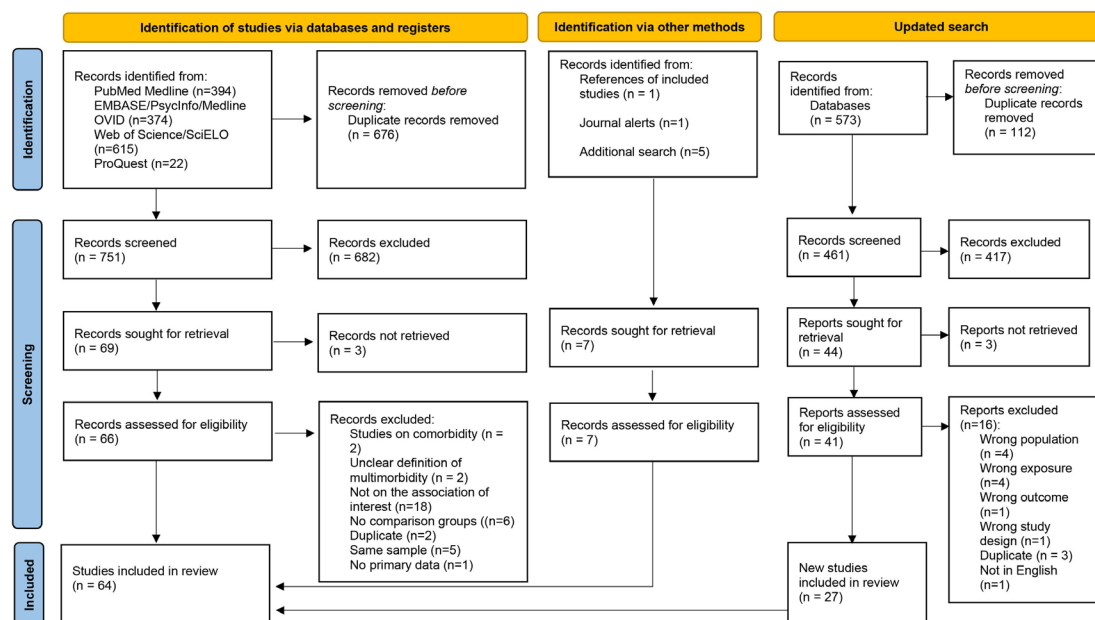 Identification of studies via databases and registers
Identification via other methods
Updated search
Identification
Records identified from:
PubMed Medline (n=394)
EMBASE/PsycInfo/Medline
OVID (n=374)
Web of Science/SciELO
(n=615)
ProQuest (n=22)
Records removed before
screening:
Duplicate records removed
(n = 676)
Records identified from:
References of included
studies (n = 1)
Journal alerts (n=1)
Additional search (n=5)
Records
identified from:
Databases
(n = 573)
Records removed
before screening:
Duplicate records
removed
(n = 112)
Screening
Records screened
(n = 751)
Records excluded
(n = 682)
Records screened
(n = 461)
Records excluded
(n = 417)
Records sought for retrieval
(n = 69)
Records not retrieved
(n = 3)
Records sought for retrieval
(n =7)
Reports sought for
retrieval
(n = 44)
Reports not retrieved
(n = 3)
Records assessed for eligibility
(n = 66)
Records excluded:
Studies on comorbidity (n =
2)
Unclear definition of
multimorbidity (n = 2)
Not on the association of
interest (n=18)
No comparison groups ((n=6)
Duplicate (n=2)
Same sample (n=5)
No primary data (n=1)
Records assessed for eligibility
(n = 7)
Reports assessed
for eligibility
(n = 41)
Reports excluded
(n=16):
Wrong population
(n =4)
Wrong exposure
(n=4)
Wrong outcome
(n=1)
Wrong study
design (n=1)
Duplicate (n = 3)
Not in English
(n=1)
Included
Studies included in review
(n = 64)
New studies
included in review
(n = 27)